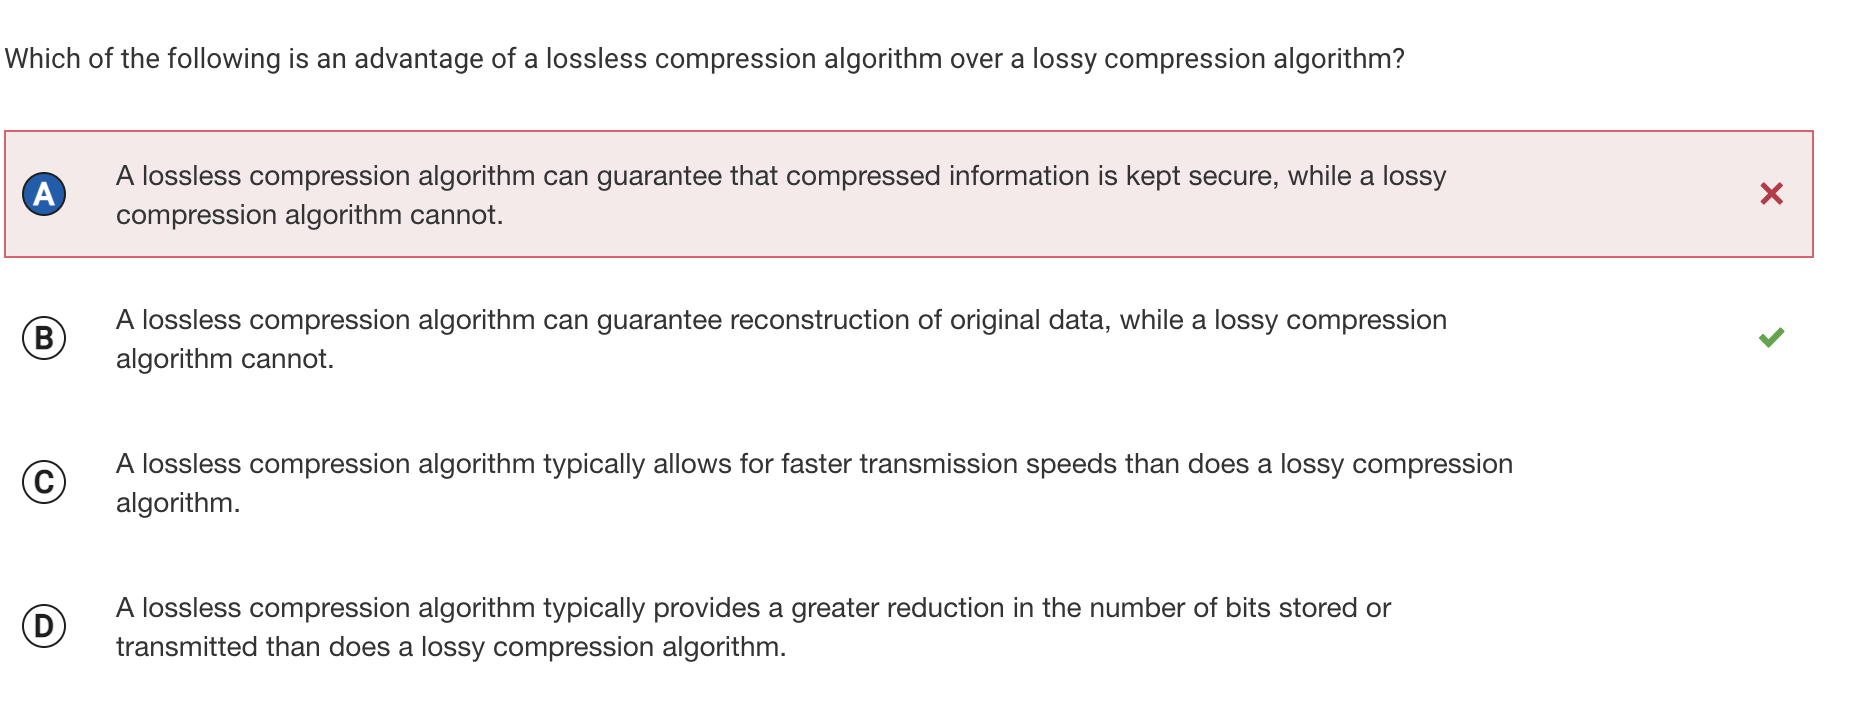 Which of the following is an advantage of a lossless compression algorithm over a lossy compression algorithm?
A
A lossless compression algorithm can guarantee that compressed information is kept secure, while a lossy
compression algorithm cannot.
B
A lossless compression algorithm can guarantee reconstruction of original data, while a lossy compression
algorithm cannot.
C
A lossless compression algorithm typically allows for faster transmission speeds than does a lossy compression
algorithm.
D
A lossless compression algorithm typically provides a greater reduction in the number of bits stored or
transmitted than does a lossy compression algorithm.